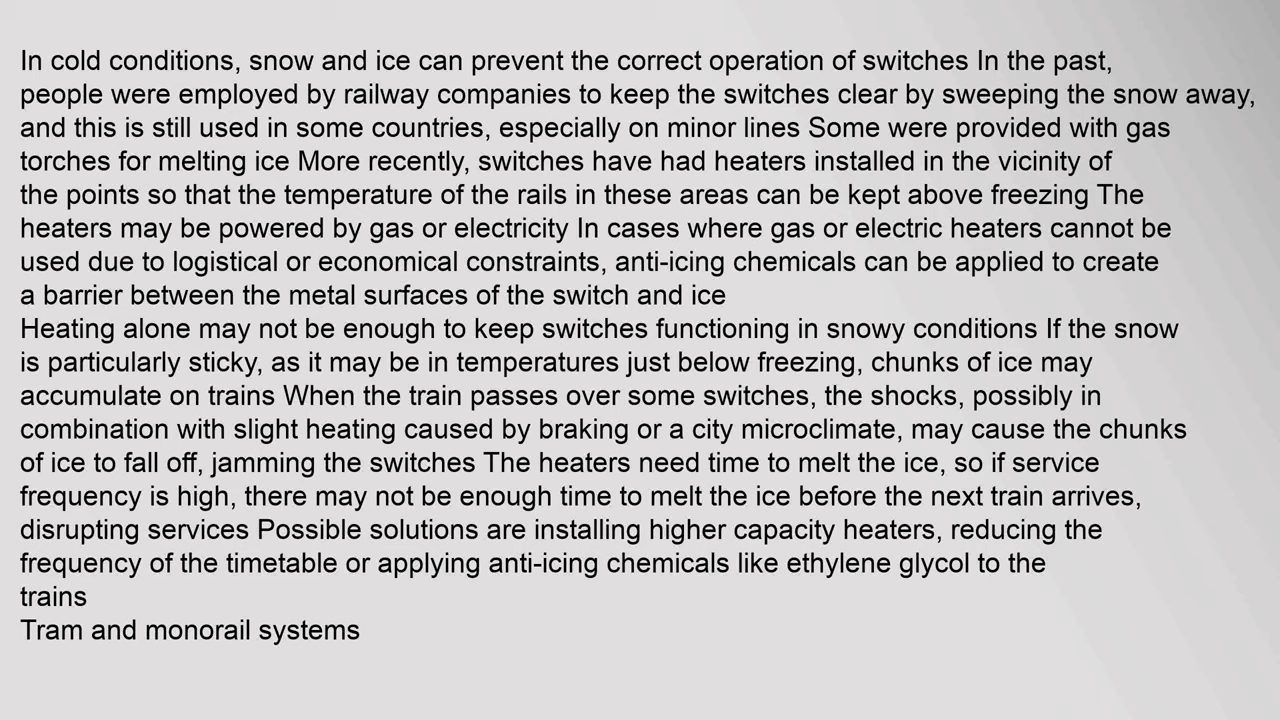 In cold conditions, snow and ice can prevent the correct operation of switches In the past,
people were employed by railway companies to keep the switches clear by sweeping the snow away,
and this is still used in some countries, especially on minor lines Some were provided with gas
torches for melting ice More recently, switches have had heaters installed in the vicinity of
the points so that the temperature of the rails in these areas can be kept above freezing The
heaters may be powered by gas or electricity In cases where gas or electric heaters cannot be
used due to logistical or economical constraints, anti-icing chemicals can be applied to create
a barrier between the metal surfaces of the switch and ice
Heating alone may not be enough to keep switches functioning in snowy conditions If the snow
is particularly sticky, as it may be in temperatures just below freezing, chunks of ice may
accumulate on trains When the train passes over some switches, the shocks, possibly in
combination with slight heating caused by braking or a city microclimate, may cause the chunks
of ice to fall off, jamming the switches The heaters need time to melt the ice, so if service
frequency is high, there may not be enough time to melt the ice before the next train arrives,
disrupting services Possible solutions are installing higher capacity heaters, reducing the
frequency of the timetable or applying anti-icing chemicals like ethylene glycol to the
trains
Tram and monorail systems